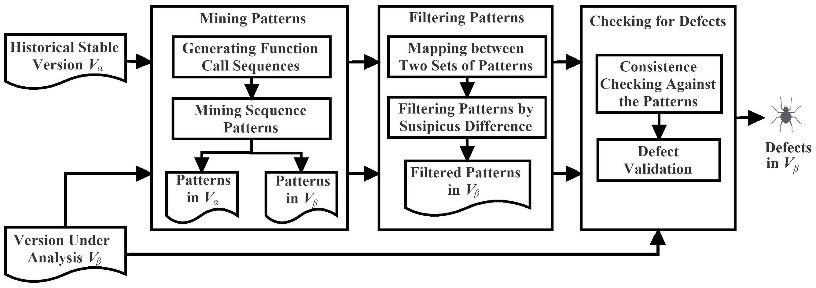 Mining Patterns
Filtering Patterns
Checking for Defects
Historical Stable
Version Vα
Generating Function
Call Sequences
Mining Sequence
Patterns
Patterns
in Vα
Patterns
in Vβ
Mapping between
Two Sets of Patterns
Filtering Patterns by
Suspicus Difference
Filtered Patterns
in Vβ
Consistence
Checking Against
the Patterns
Defect
Validation
Defects
in Vβ
Version Under
Analysis Vβ